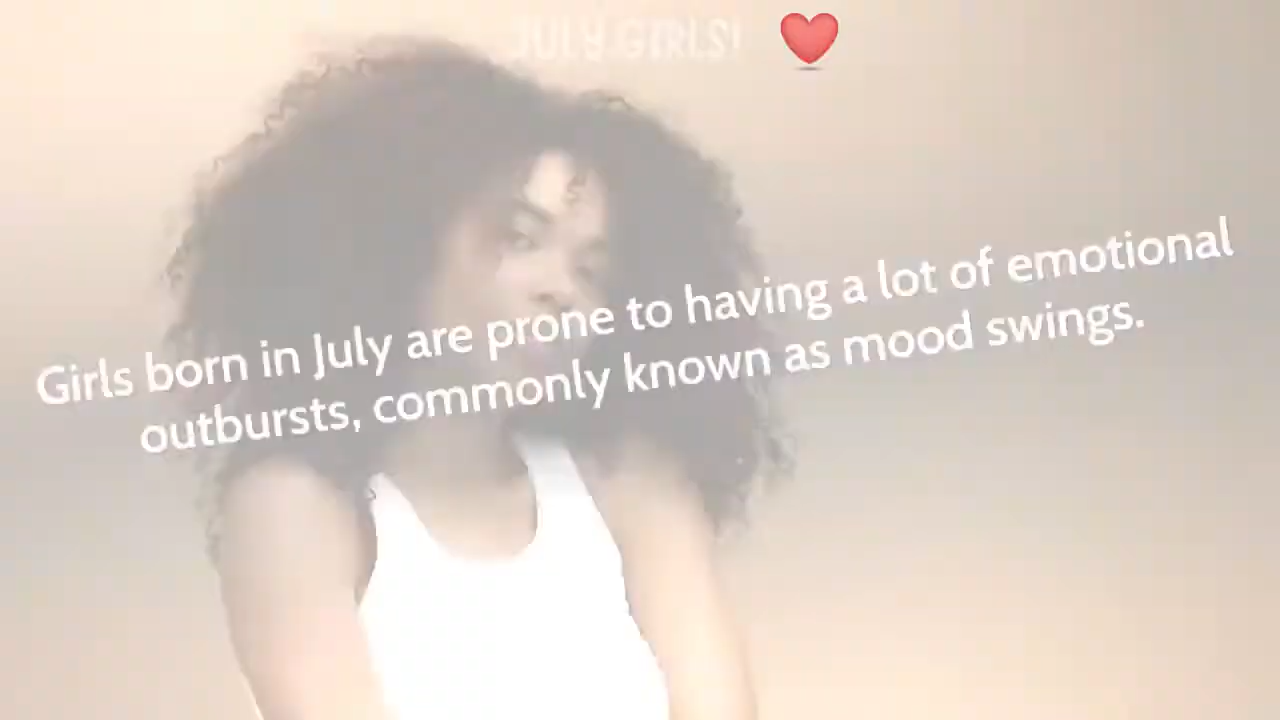 JULY GIRLS!
Girls born in July are prone to having a lot of emotional
outbursts, commonly known as mood swings.